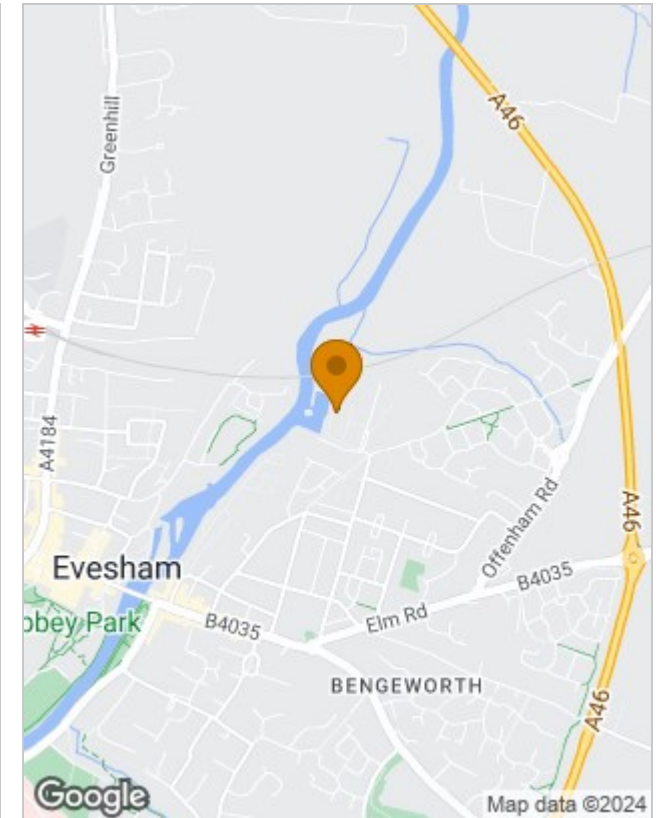 A46
Greenhill
A4184
A46
Offenham Rd
Evesham
B4035
bbey Park
B4035
Elm Rd
BENGEWORTH
A46
Google
Map data ©2024